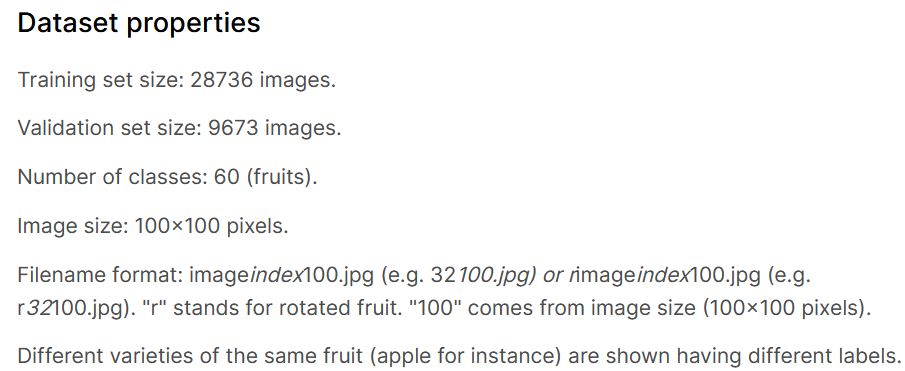 Dataset properties
Training set size: 28736 images.
Validation set size: 9673 images.
Number of classes: 60 (fruits).
Image size: 100×100 pixels.
Filename format: imageindex100.jpg (e.g. 32100.jpg) or rimageindex100.jpg (e.g.
r32100.jpg). "r" stands for rotated fruit. "100" comes from image size (100×100 pixels).
Different varieties of the same fruit (apple for instance) are shown having different labels.